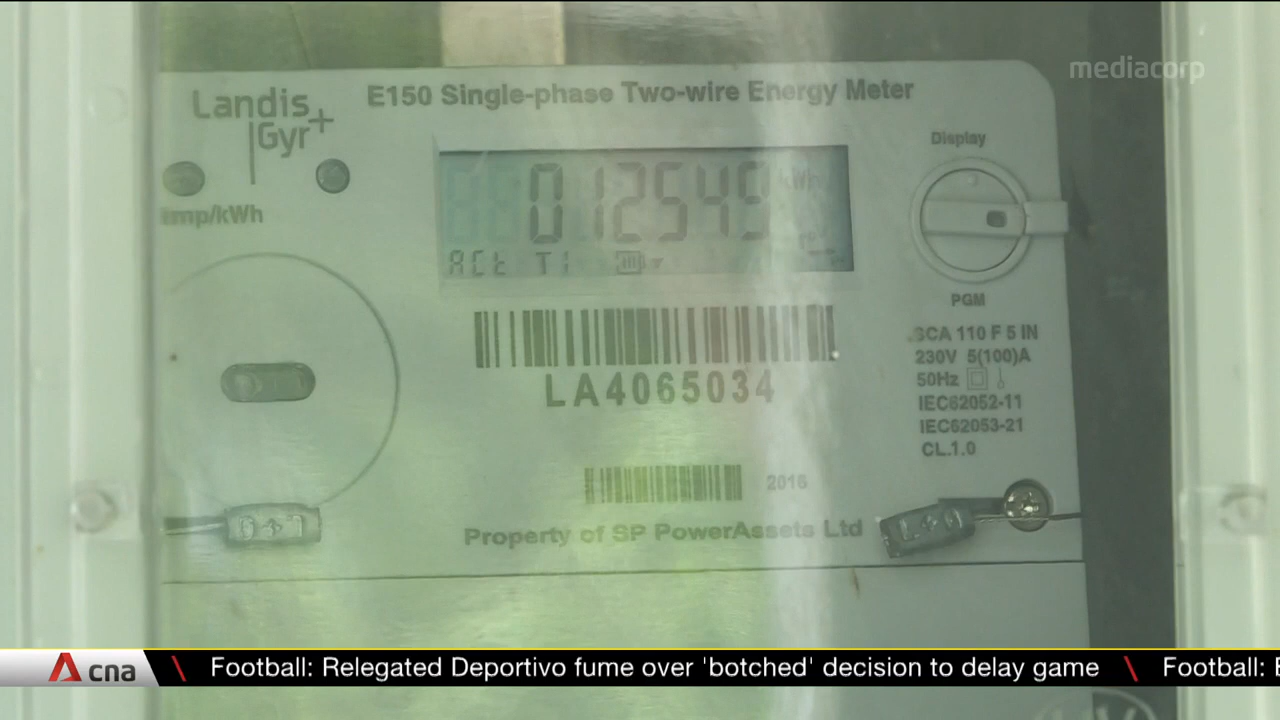 mediacorp
Landis
Gyr+
E150 Single-phase Two-wire Energy Meter
Display
imp/kWh
012549 kWh
ACt T1
PGM
SCA 110 F 5 IN
230V 5(100)A
50Hz
IEC62052-11
IEC62053-21
CL.1.0
LA4065034
2016
Property of SP PowerAssets Ltd
cna \ Football: Relegated Deportivo fume over 'botched' decision to delay game \ Football: